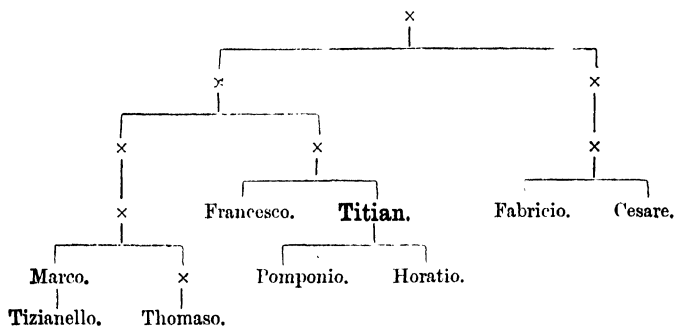 ×
× ×
× × ×
Francesco. Titian. Fabricio. Cesare.
×
Marco. × Pomponio. Horatio.
Tizianello. Thomaso.